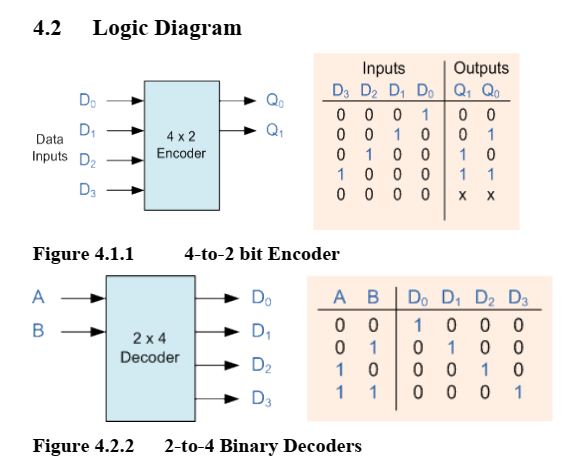 4.2 Logic Diagram
Inputs Outputs
D₃ D₂ D₁ D₀ Q₁ Q₀
0 0 0 1 0 0
0 0 1 0 0 1
0 1 0 0 1 0
1 0 0 0 1 1
0 0 0 0 x x
D₀ Q₀
D₁ Q₁
Data
Inputs
D₂
D₃
4 x 2
Encoder
Figure 4.1.1 4-to-2 bit Encoder
A
B
2 x 4
Decoder
D₀
D₁
D₂
D₃
A B D₀ D₁ D₂ D₃
0 0 1 0 0 0
0 1 0 1 0 0
1 0 0 0 1 0
1 1 0 0 0 1
Figure 4.2.2 2-to-4 Binary Decoders